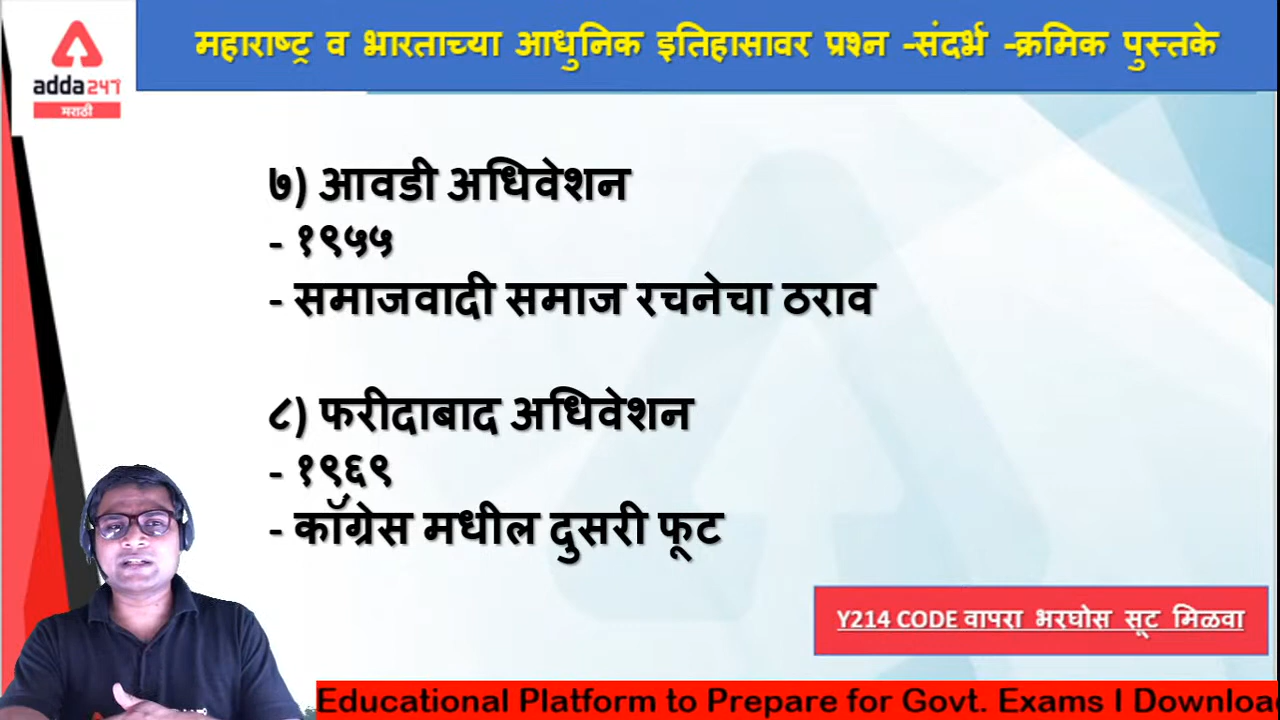 महाराष्ट्र व भारताच्या आधुनिक इतिहासावर प्रश्न -संदर्भ -क्रमिक पुस्तके
adda247
मराठी
७) आवडी अधिवेशन
- १९५५
- समाजवादी समाज रचनेचा ठराव
८) फरीदाबाद अधिवेशन
- १९६९
- कॉंग्रेस मधील दुसरी फूट
Y214 CODE वापरा भरघोस सूट मिळवा
Educational Platform to Prepare for Govt. Exams I Downloa